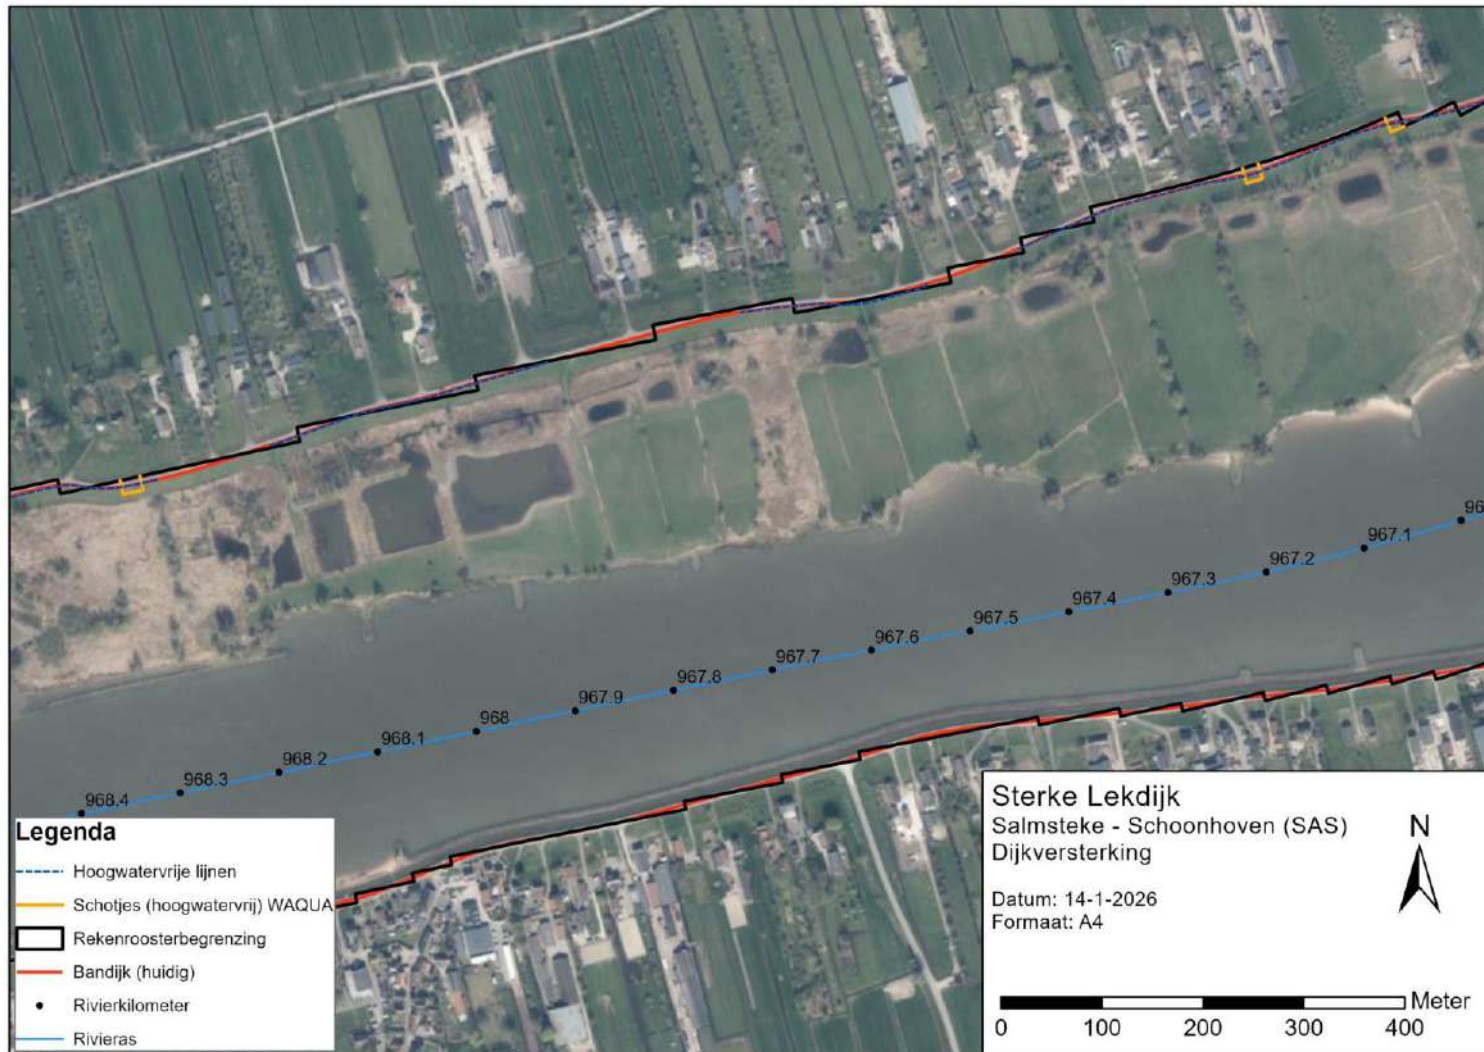 96
967.1
967.2
967.3
967.4
967.5
967.6
967.7
967.8
967.9
968
968.1
968.2
968.3
968.4
Legenda
Hoogwatervrije lijnen
Schotjes (hoogwatervrij) WAQUA
Rekenroosterbegrenzing
Bandijk (huidig)
Rivierkilometer
Rivieras
Sterke Lekdijk
Salmsteke - Schoonhoven (SAS)
Dijkversterking
N
Datum: 14-1-2026
Formaat: A4
Meter
0 100 200 300 400